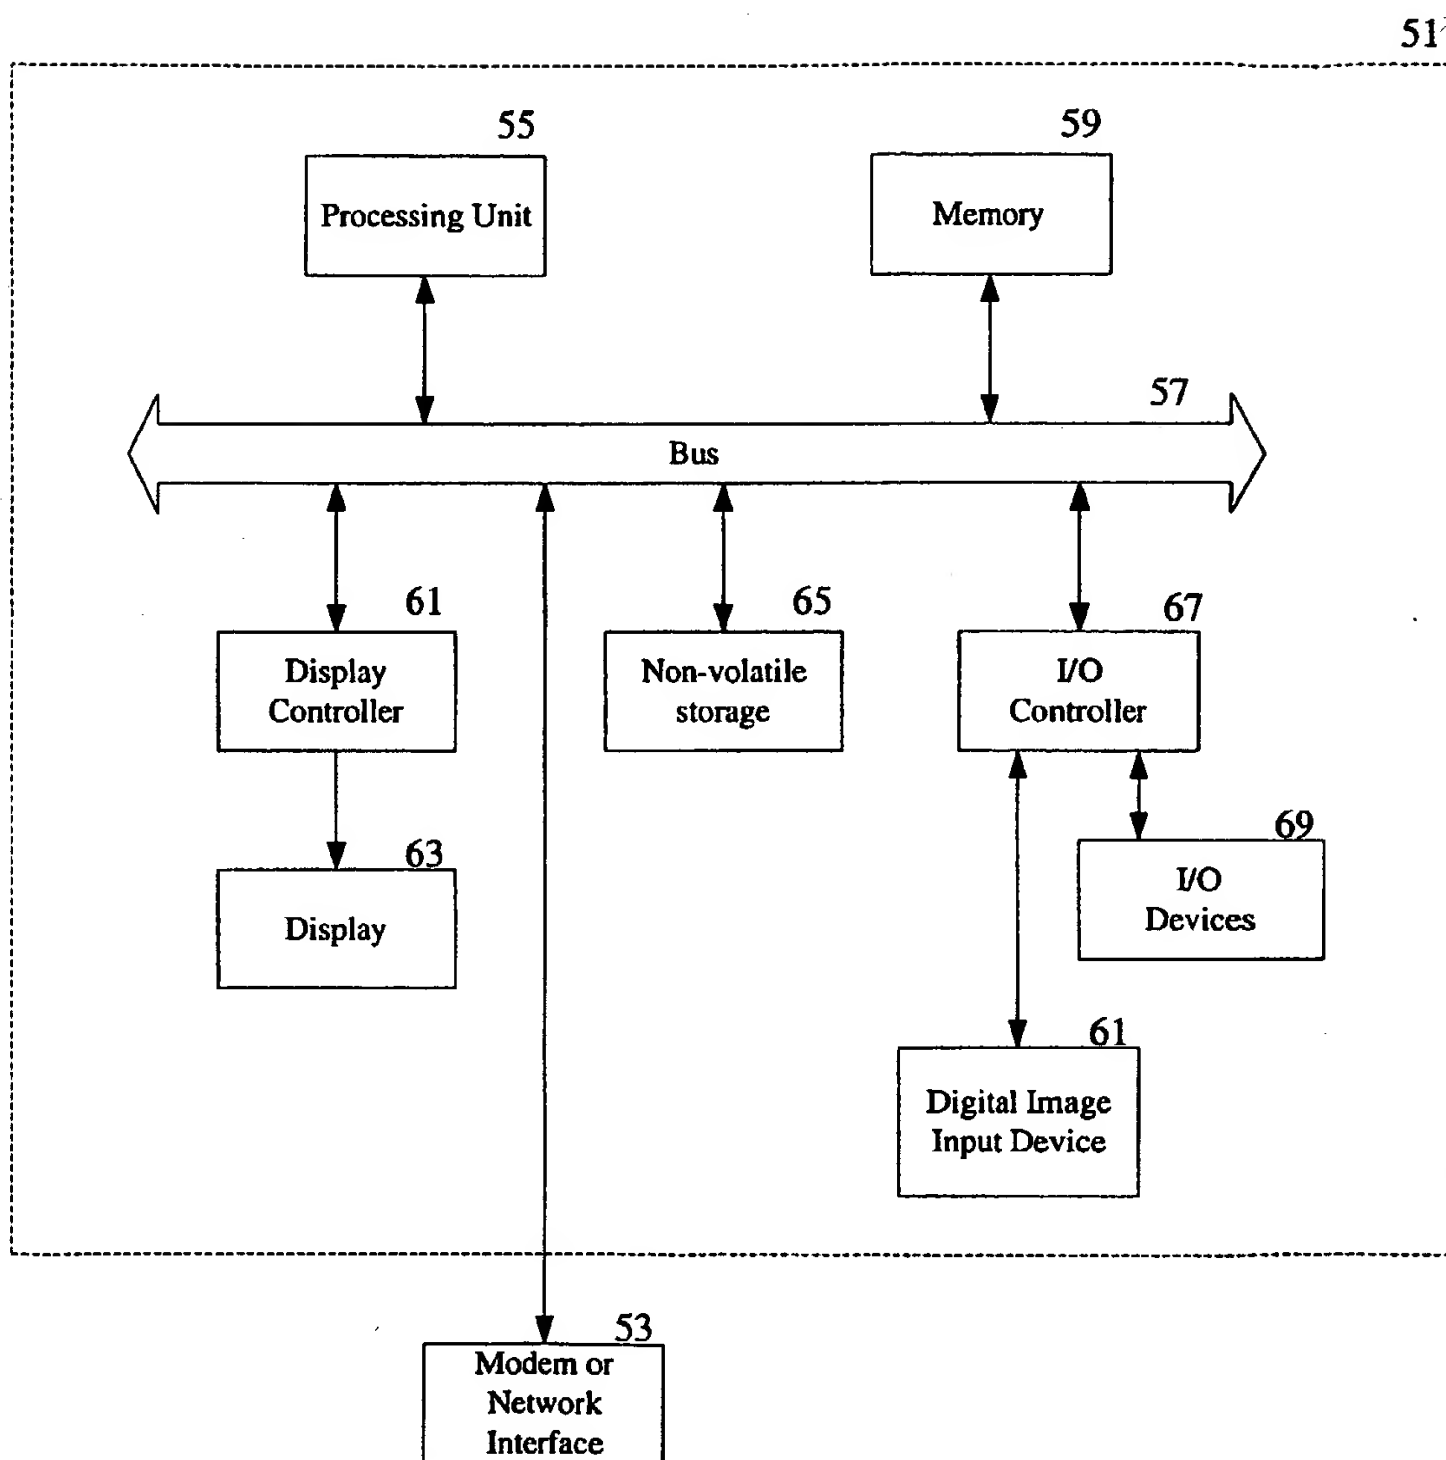 51
55
59
Processing Unit
Memory
57
Bus
61
65
67
Display
Controller
Non-volatile
storage
I/O
Controller
63
Display
69
I/O
Devices
61
Digital Image
Input Device
53
Modem or
Network
Interface